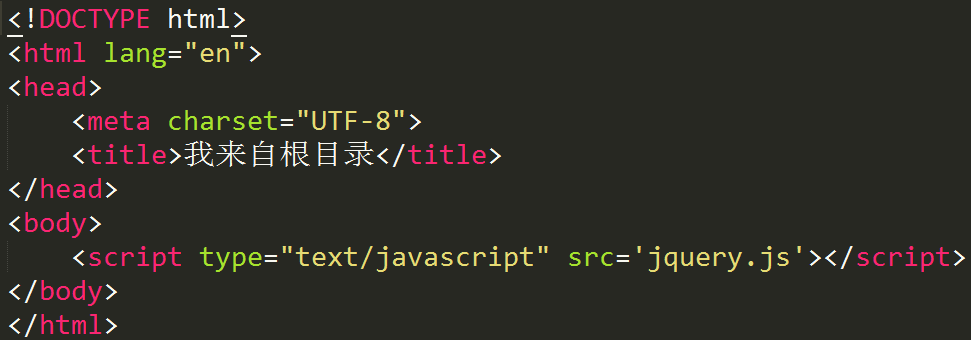 <!DOCTYPE html>
<html lang="en">
<head>
    <meta charset="UTF-8">
    <title>我来自根目录</title>
</head>
<body>
    <script type="text/javascript" src='jquery.js'></script>
</body>
</html>